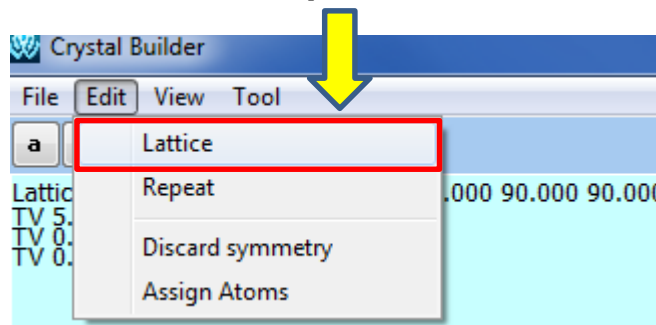 Crystal Builder
File Edit View Tool
a Lattice
Lattic Repeat .000 90.000 90.000
TV 5.
TV 0.
TV 0. Discard symmetry
Assign Atoms